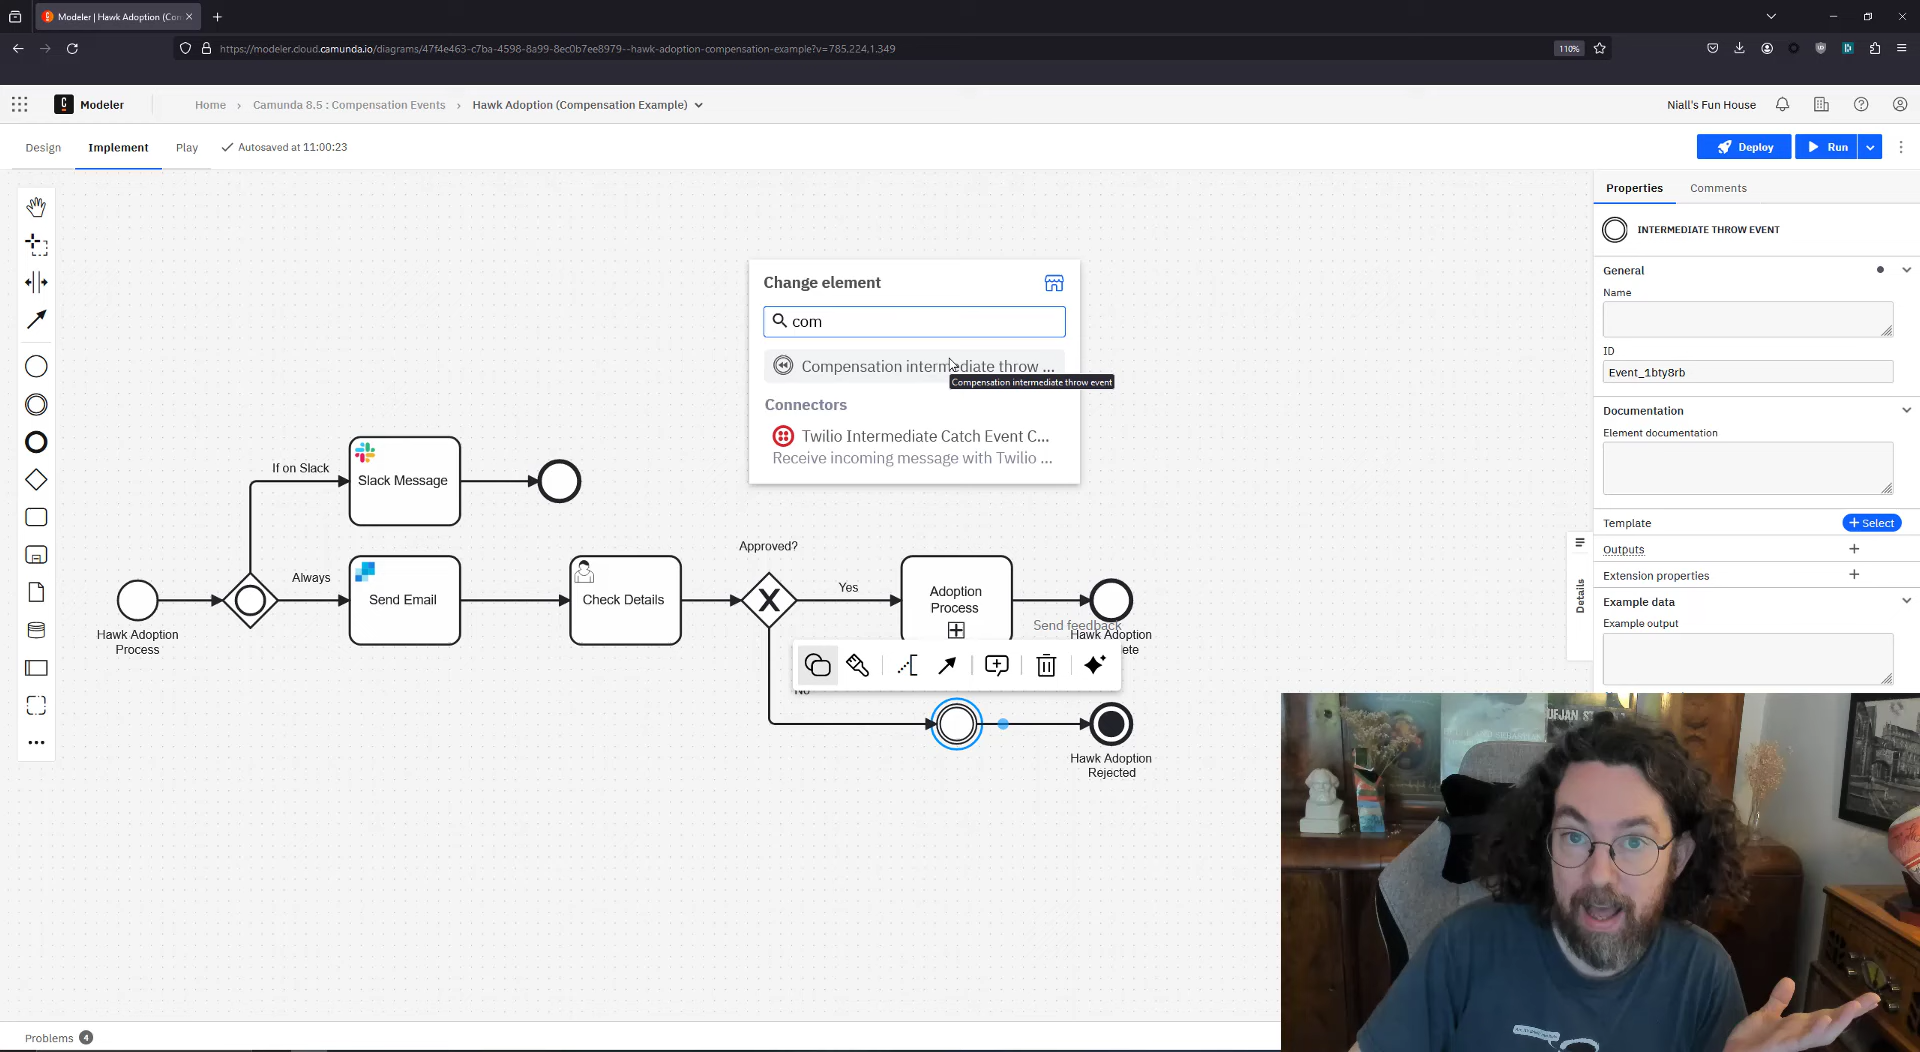 Modeler | Hawk Adoption (Con
https://modeler.cloud.camunda.io/diagrams/47f4e463-c7ba-4598-8a99-8ec0b7ee8979--hawk-adoption-compensation-example?v=785,224,1.349
110%
Modeler
Home › Camunda 8.5 : Compensation Events › Hawk Adoption (Compensation Example)
Niall's Fun House
Design
Implement
Play
Autosaved at 11:00:23
Deploy
Run
Properties
Comments
INTERMEDIATE THROW EVENT
General
Name
ID
Event_1bty8rb
Documentation
Element documentation
Template
+ Select
Outputs
Extension properties
Example data
Example output
Details
Change element
com
Compensation intermediate throw ...
Compensation intermediate throw event
Connectors
Twilio Intermediate Catch Event C...
Receive incoming message with Twilio ...
If on Slack
Slack Message
Approved?
Always
Send Email
Check Details
Yes
Adoption
Process
Send feedback
Hawk Adoption
Process
Hawk Adoption
ete
No
Hawk Adoption
Rejected
Problems 4
UFJAN ST